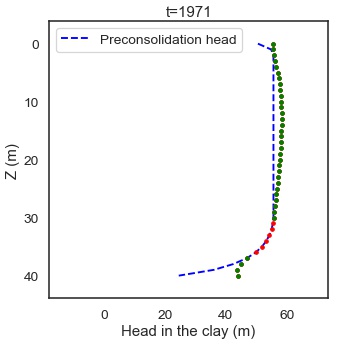 t=1971
Preconsolidation head
0
10
20
30
40
Z (m)
0 20 40 60
Head in the clay (m)